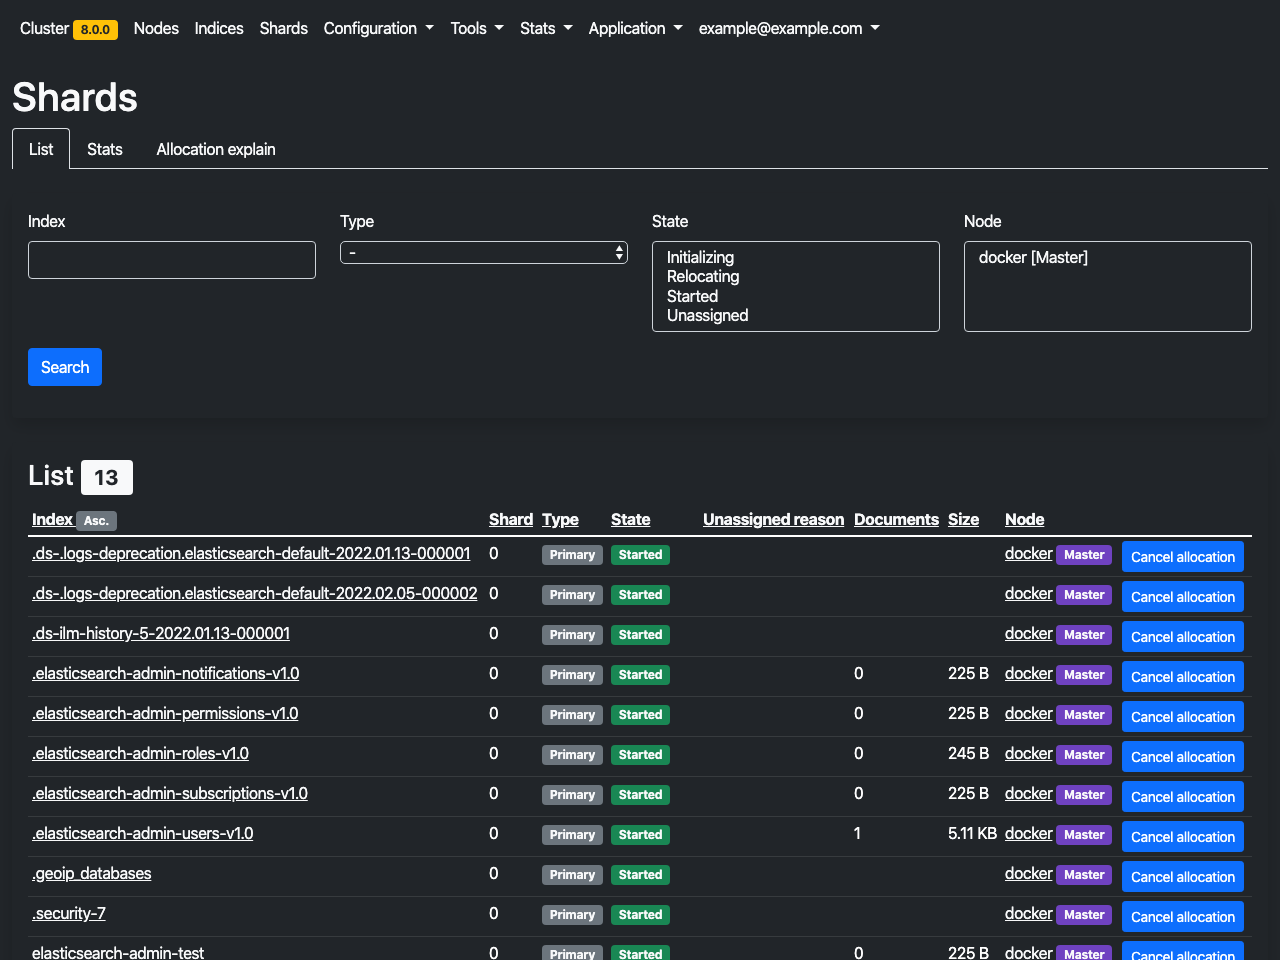 Cluster 8.0.0 Nodes Indices Shards Configuration Tools Stats Application example@example.com
Shards
List Stats Allocation explain
Index Type State Node
-
Initializing
Relocating
Started
Unassigned
docker [Master]
Search
List 13
Index Asc. Shard Type State Unassigned reason Documents Size Node
.ds-.logs-deprecation.elasticsearch-default-2022.01.13-000001 0 Primary Started docker Master Cancel allocation
.ds-.logs-deprecation.elasticsearch-default-2022.02.05-000002 0 Primary Started docker Master Cancel allocation
.ds-ilm-history-5-2022.01.13-000001 0 Primary Started docker Master Cancel allocation
.elasticsearch-admin-notifications-v1.0 0 Primary Started 0 225 B docker Master Cancel allocation
.elasticsearch-admin-permissions-v1.0 0 Primary Started 0 225 B docker Master Cancel allocation
.elasticsearch-admin-roles-v1.0 0 Primary Started 0 245 B docker Master Cancel allocation
.elasticsearch-admin-subscriptions-v1.0 0 Primary Started 0 225 B docker Master Cancel allocation
.elasticsearch-admin-users-v1.0 0 Primary Started 1 5.11 KB docker Master Cancel allocation
.geoip_databases 0 Primary Started docker Master Cancel allocation
.security-7 0 Primary Started docker Master Cancel allocation
elasticsearch-admin-test 0 Primary Started 0 225 B docker Master Cancel allocation